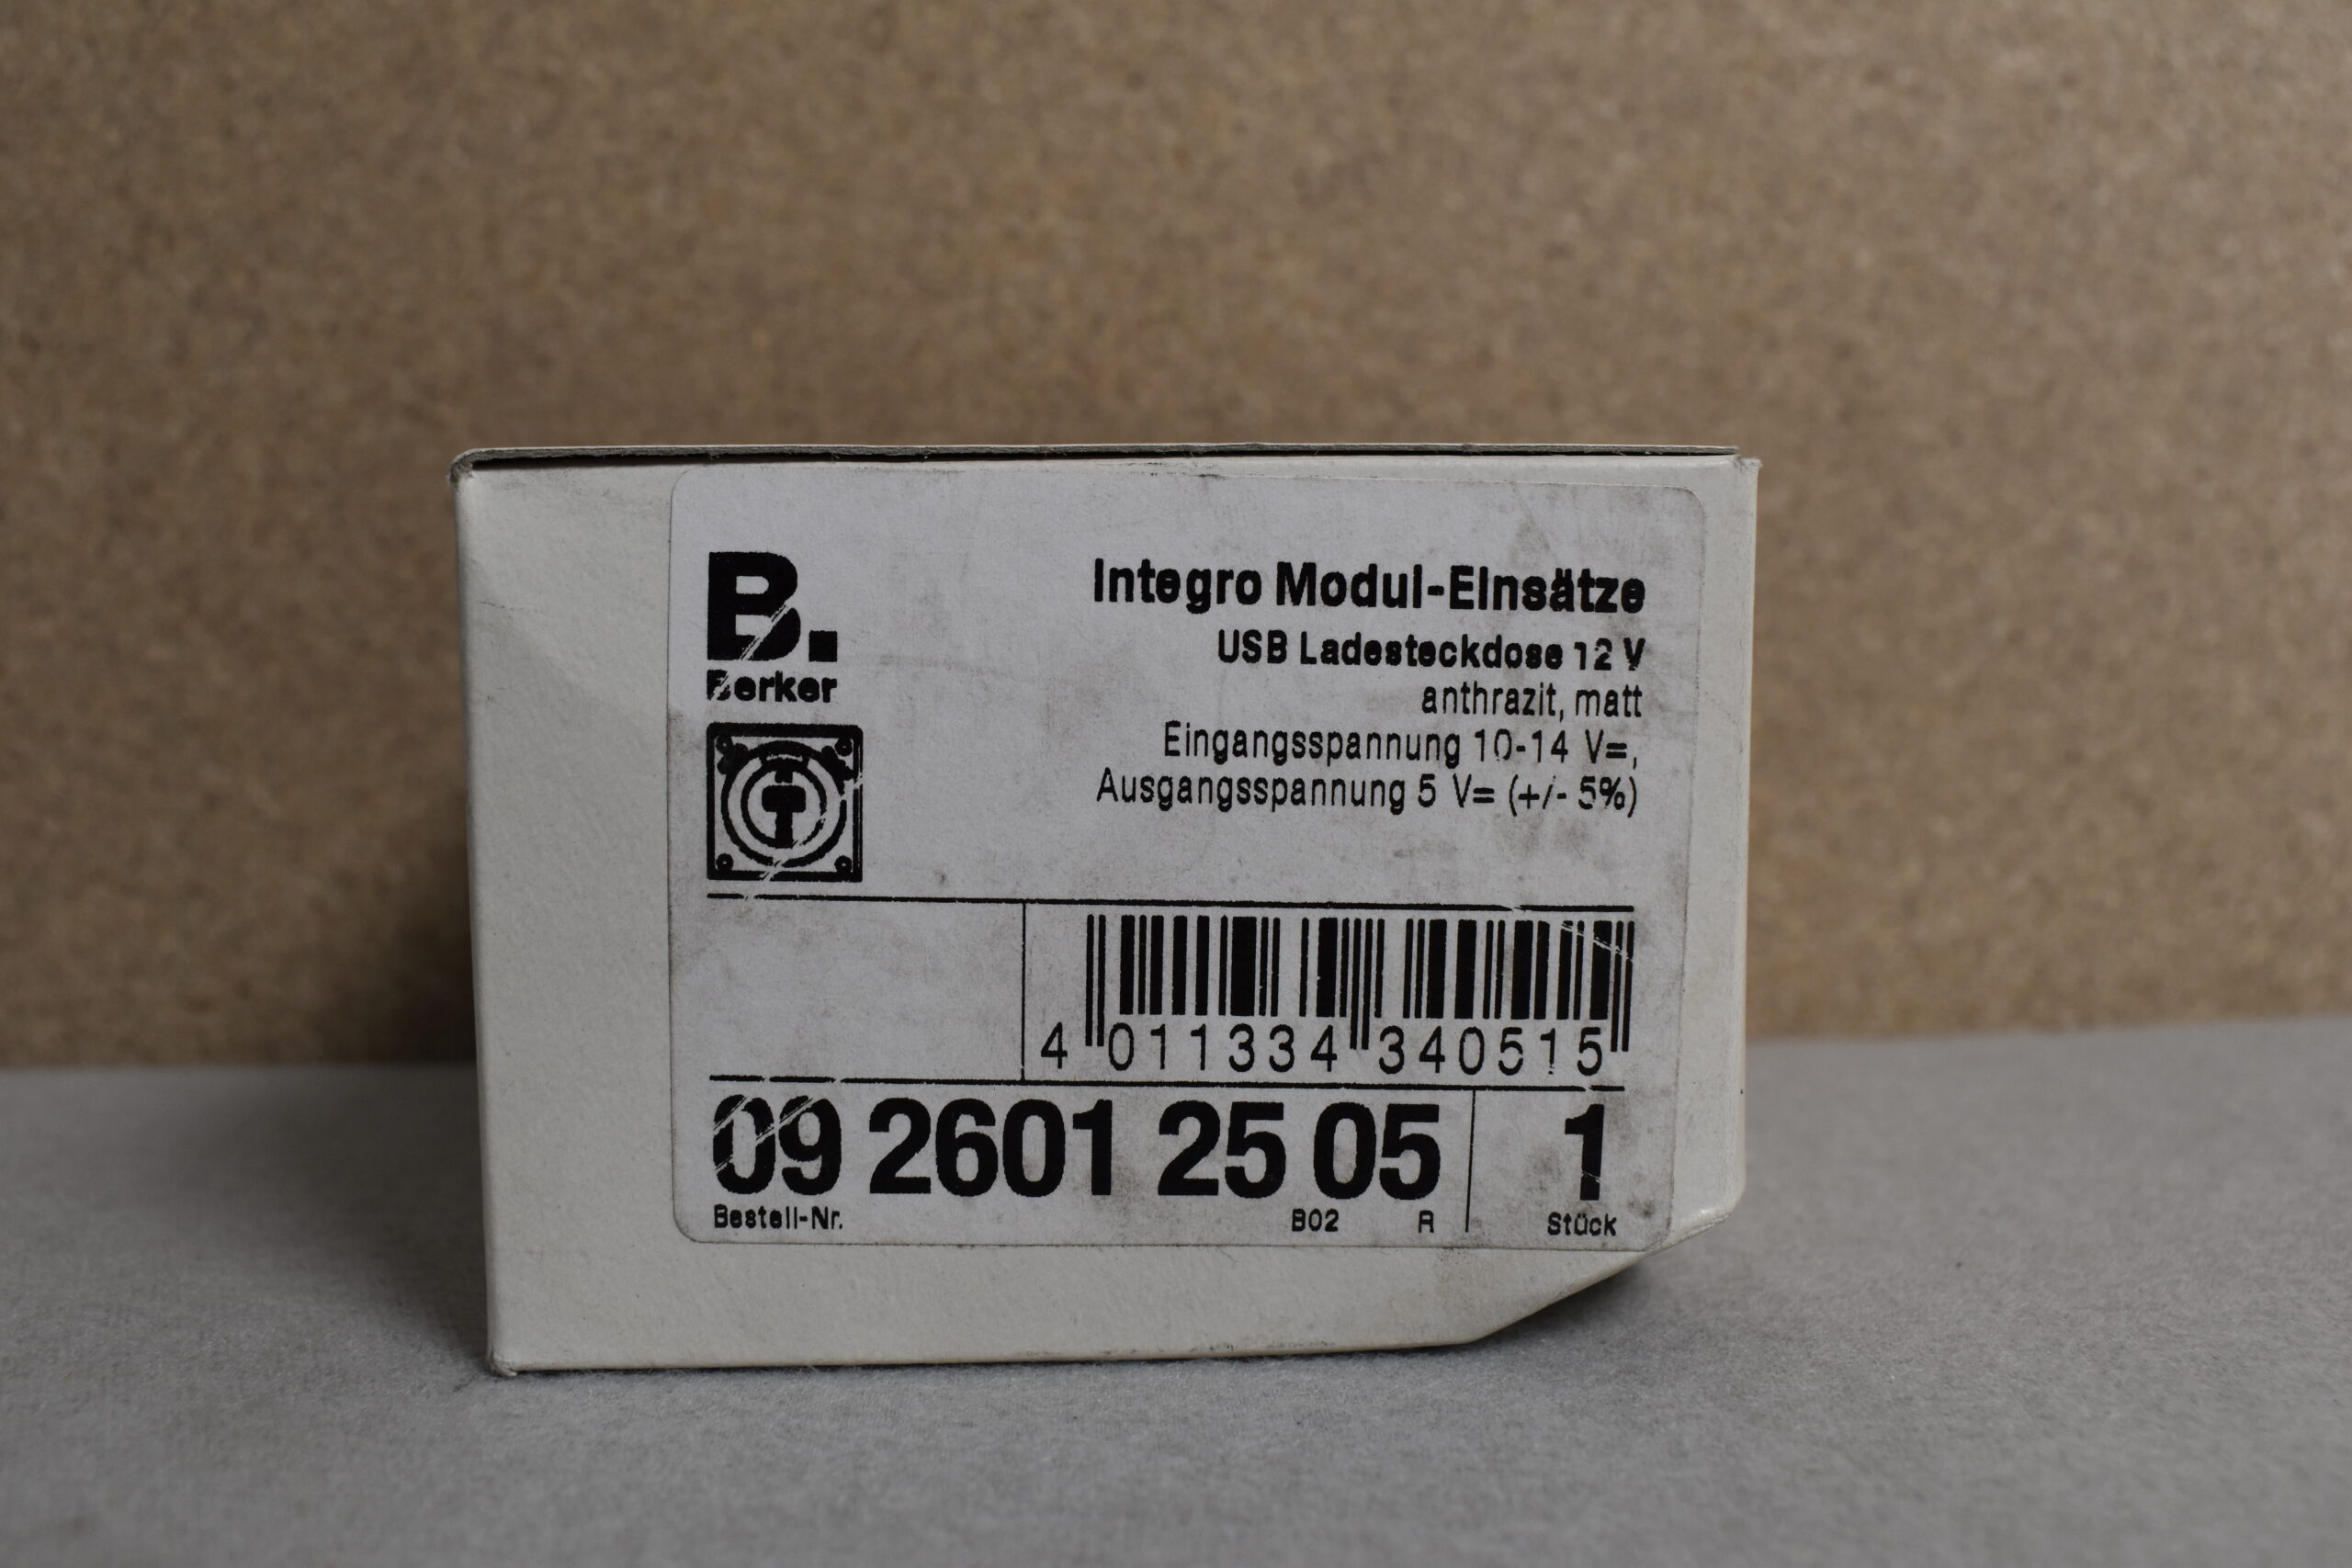 B.
Berker
Integro Modul-Einsätze
USB Ladesteckdose 12 V
anthrazit, matt
Eingangsspannung 10-14 V=,
Ausgangsspannung 5 V= (+/- 5%)
4 011334 340515
09 2601 25 05 1
Bestell-Nr. B02 R Stück